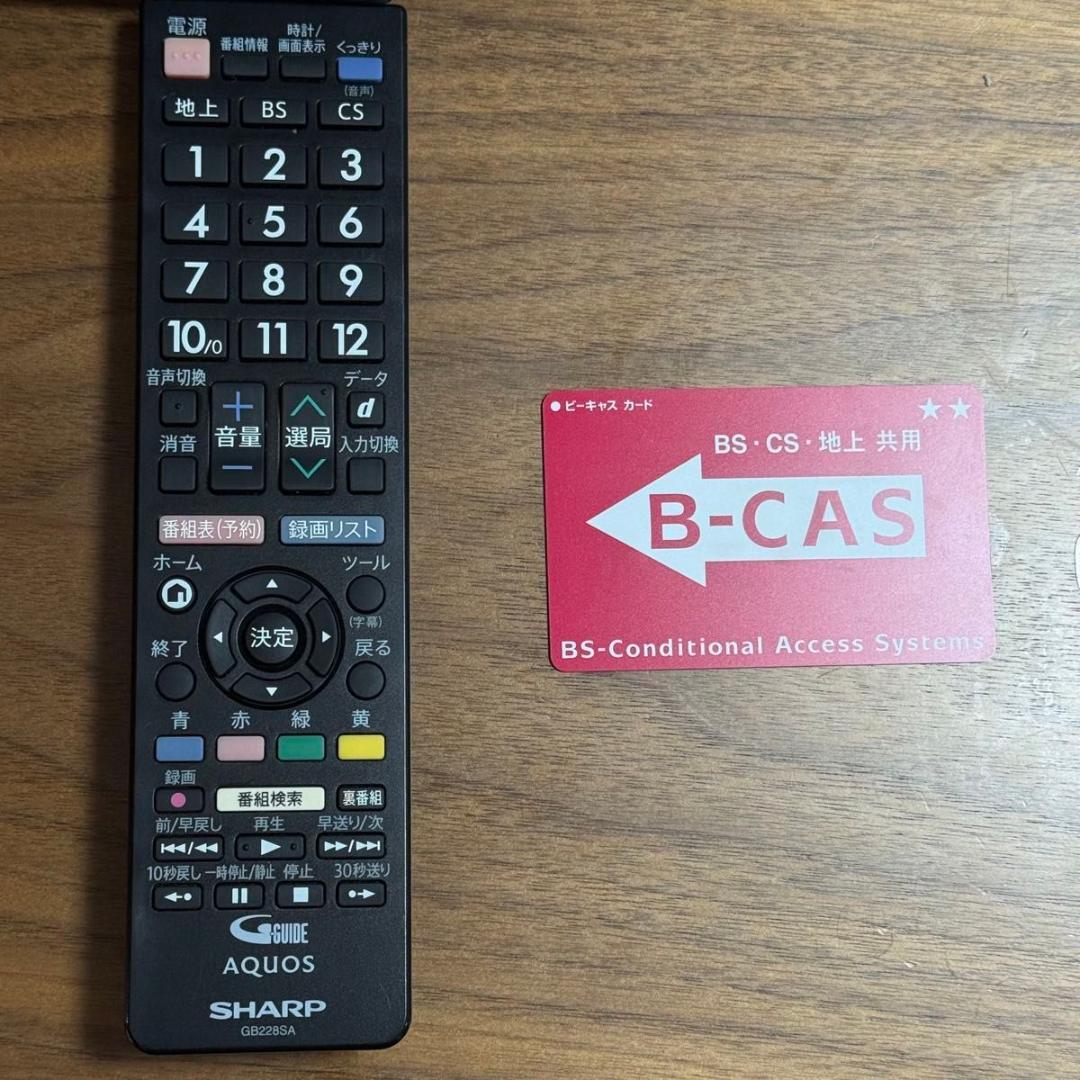 電源
番組情報
時計/
画面表示
くっきり
(音声)
地上 BS CS
1 2 3
4 5 6
7 8 9
10/0 11 12
音声切換
データ
d
音量
選局
消音
入力切換
番組表(予約) 録画リスト
ホーム
ツール
(字幕)
決定
終了
戻る
青 赤 緑 黄
録画
番組検索
裏番組
前/早戻し 再生 早送り/次
10秒戻し 一時停止/静止 停止 30秒送り
G-GUIDE
AQUOS
SHARP
GB228SA
ビーキャス カード
BS・CS・地上 共用
B-CAS
BS-Conditional Access Systems